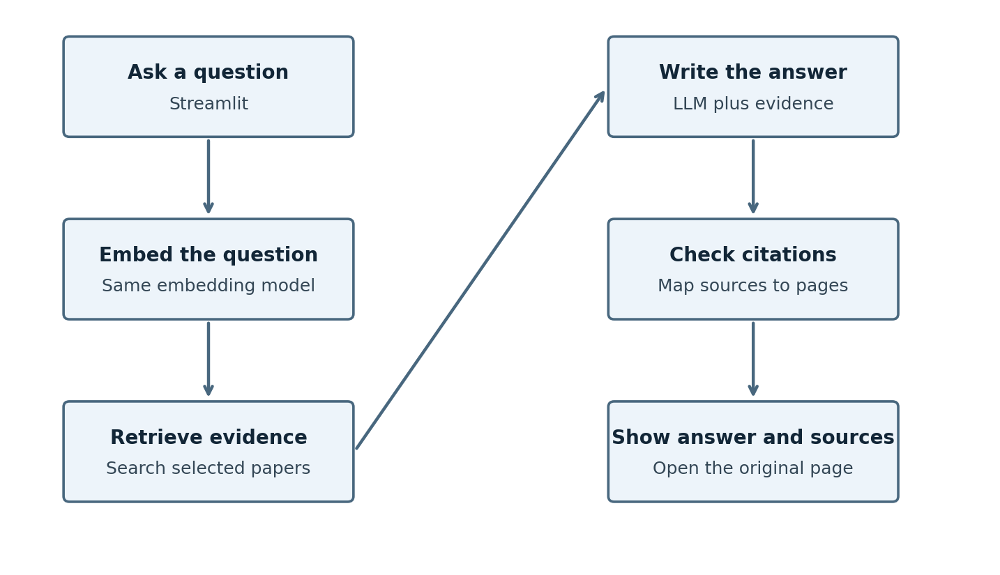 Ask a question
Streamlit
Embed the question
Same embedding model
Retrieve evidence
Search selected papers
Write the answer
LLM plus evidence
Check citations
Map sources to pages
Show answer and sources
Open the original page